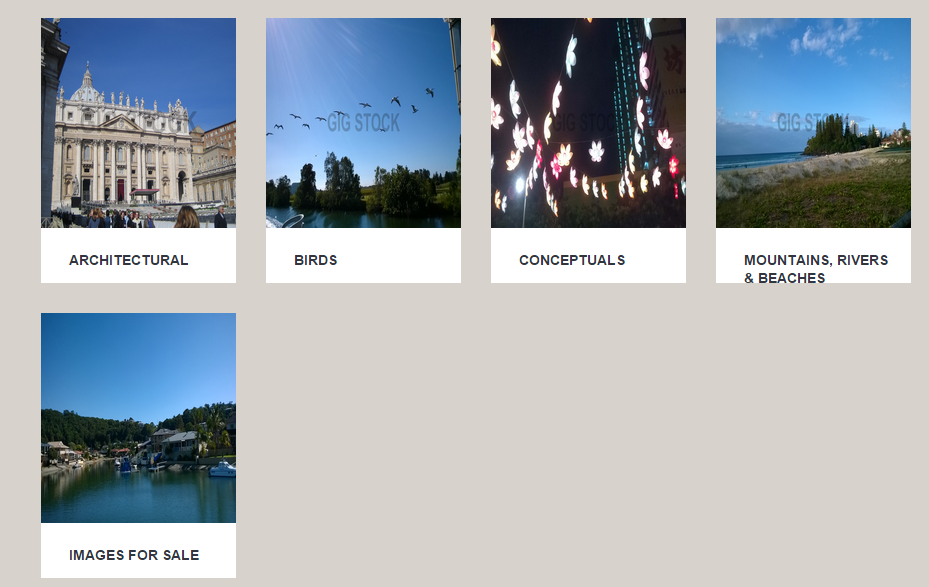 GIG STOCK
GIG STOCK
GIG STOCK
ARCHITECTURAL
BIRDS
CONCEPTUALS
MOUNTAINS, RIVERS
& BEACHES
IMAGES FOR SALE